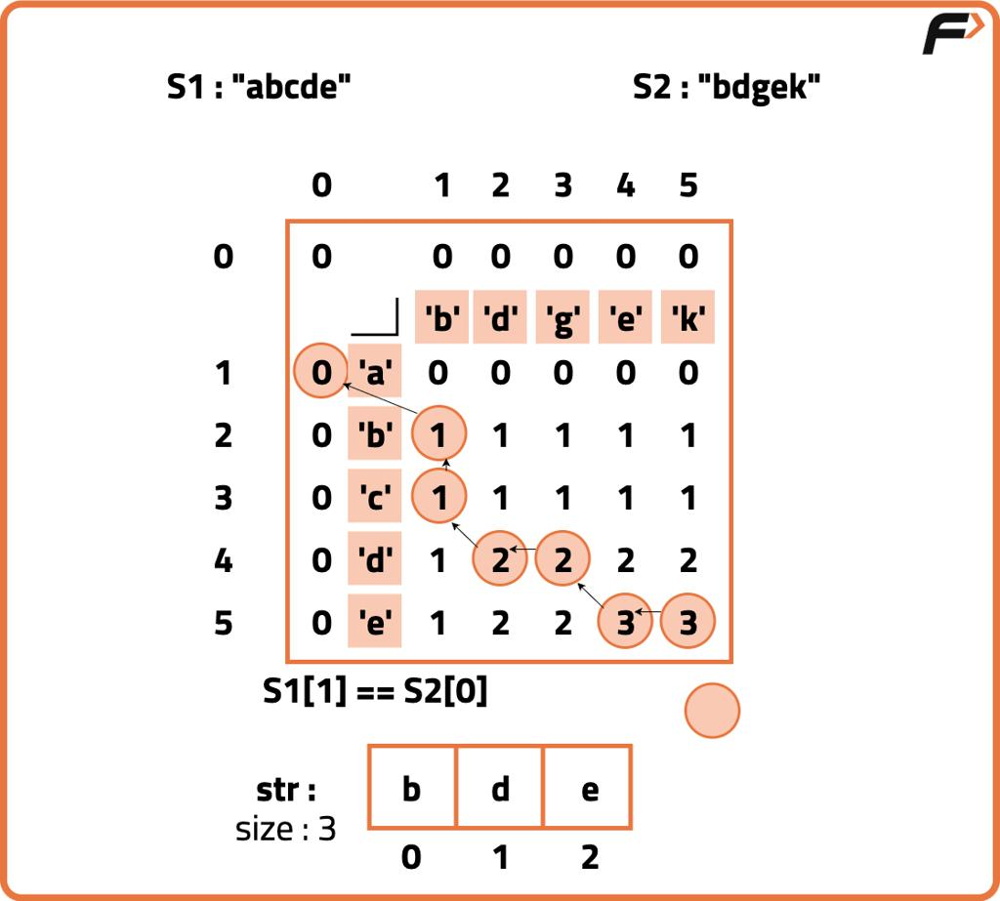 F
S1 : "abcde" S2 : "bdgek"
0 1 2 3 4 5
0 0 0 0 0 0 0
'b' 'd' 'g' 'e' 'k'
1 0 'a' 0 0 0 0 0
2 0 'b' 1 1 1 1 1
3 0 'c' 1 1 1 1 1
4 0 'd' 1 2 2 2 2
5 0 'e' 1 2 2 3 3
S1[1] == S2[0]
str : b d e
size : 3
0 1 2